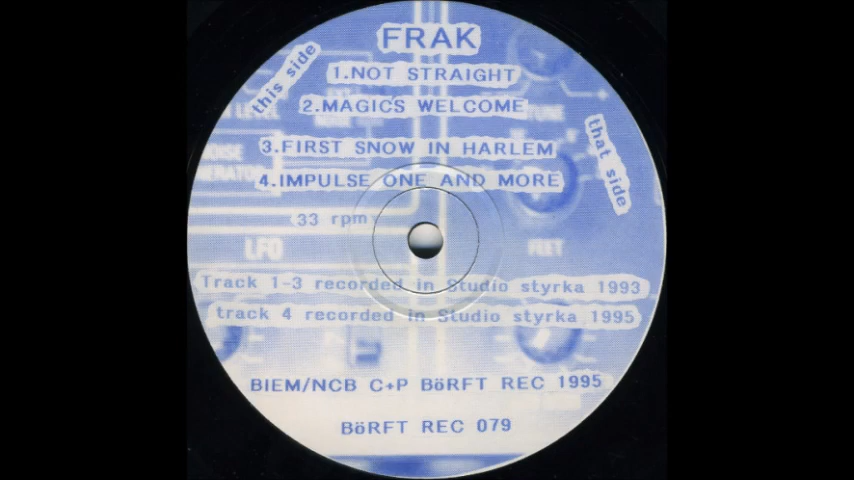 FRAK
this side
1.NOT STRAIGHT
2.MAGICS WELCOME
3.FIRST SNOW IN HARLEM
4.IMPULSE ONE AND MORE
that side
33 rpm
LFO
FEET
Track 1-3 recorded in Studio styrka 1993
track 4 recorded in Studio styrka 1995
BIEM/NCB C+P BöRFT REC 1995
BöRFT REC 079